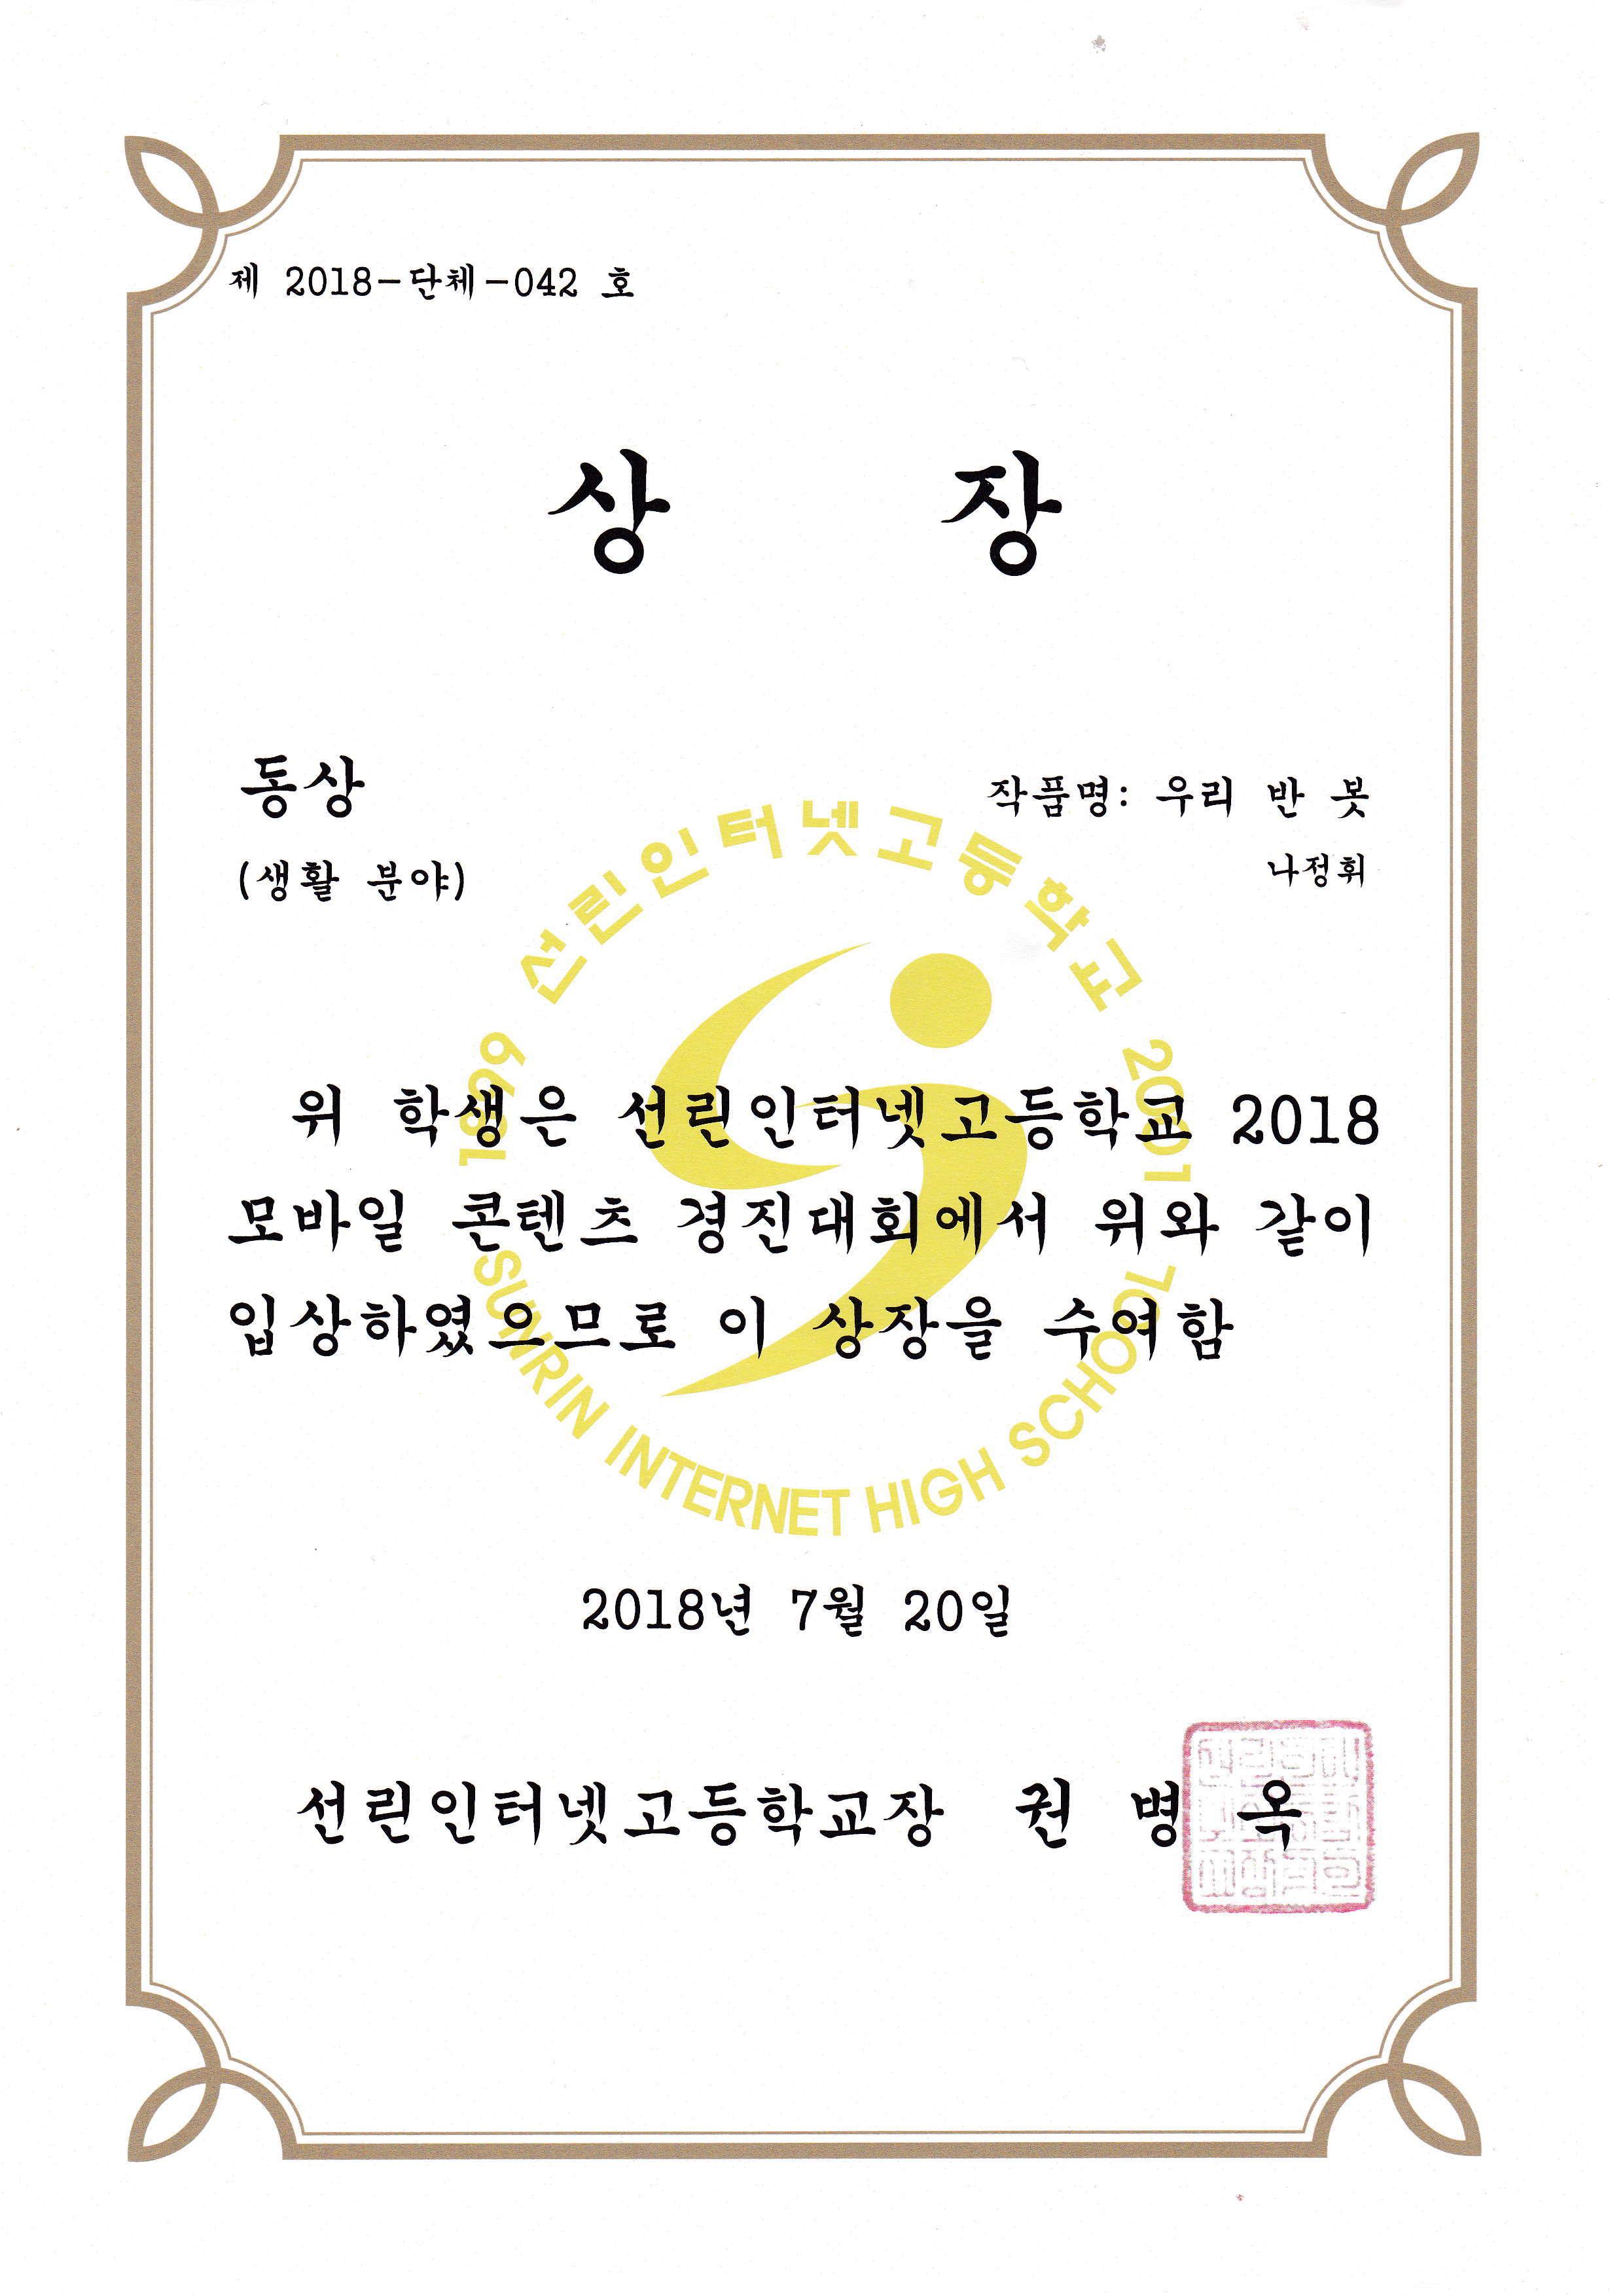 제 2018-단체-042 호
상 장
동상
작품명: 우리 반 봇
(생활 분야)
나정휘
선린인터넷고등학교
1999
2001
위 학생은 선린인터넷고등학교 2018
모바일 콘텐츠 경진대회에서 위와 같이
입상하였으므로 이 상장을 수여함
SUNRIN INTERNET HIGH SCHOOL
2018년 7월 20일
선린인터넷고등학교장 권 병 옥